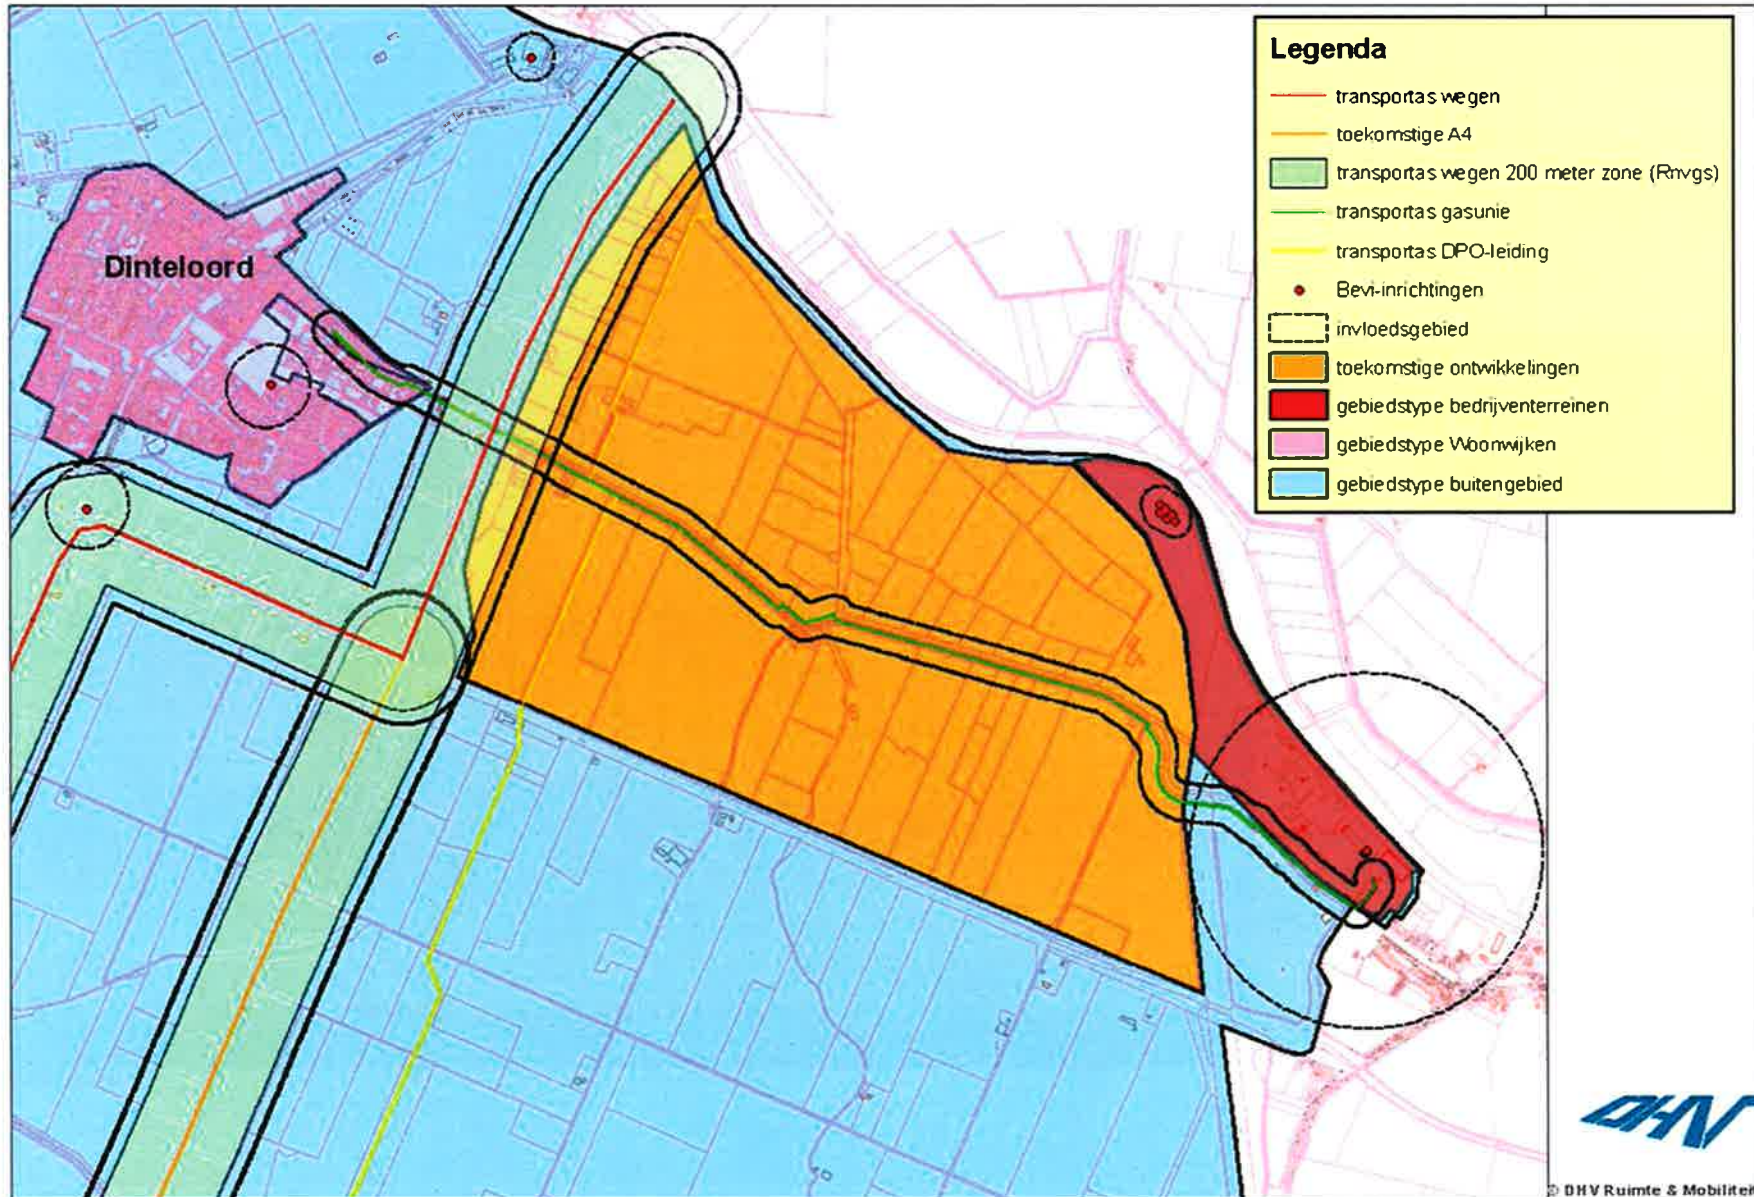 Legenda
transportas wegen
toekomstige A4
transportas wegen 200 meter zone (Rnvgs)
transportas gasunie
transportas DPO-leiding
Bevi-inrichtingen
invloedsgebied
toekomstige ontwikkelingen
gebiedstype bedrijventerreinen
gebiedstype Woonwijken
gebiedstype buitengebied
Dinteloord
DHV
© DHV Ruimte & Mobiliteit